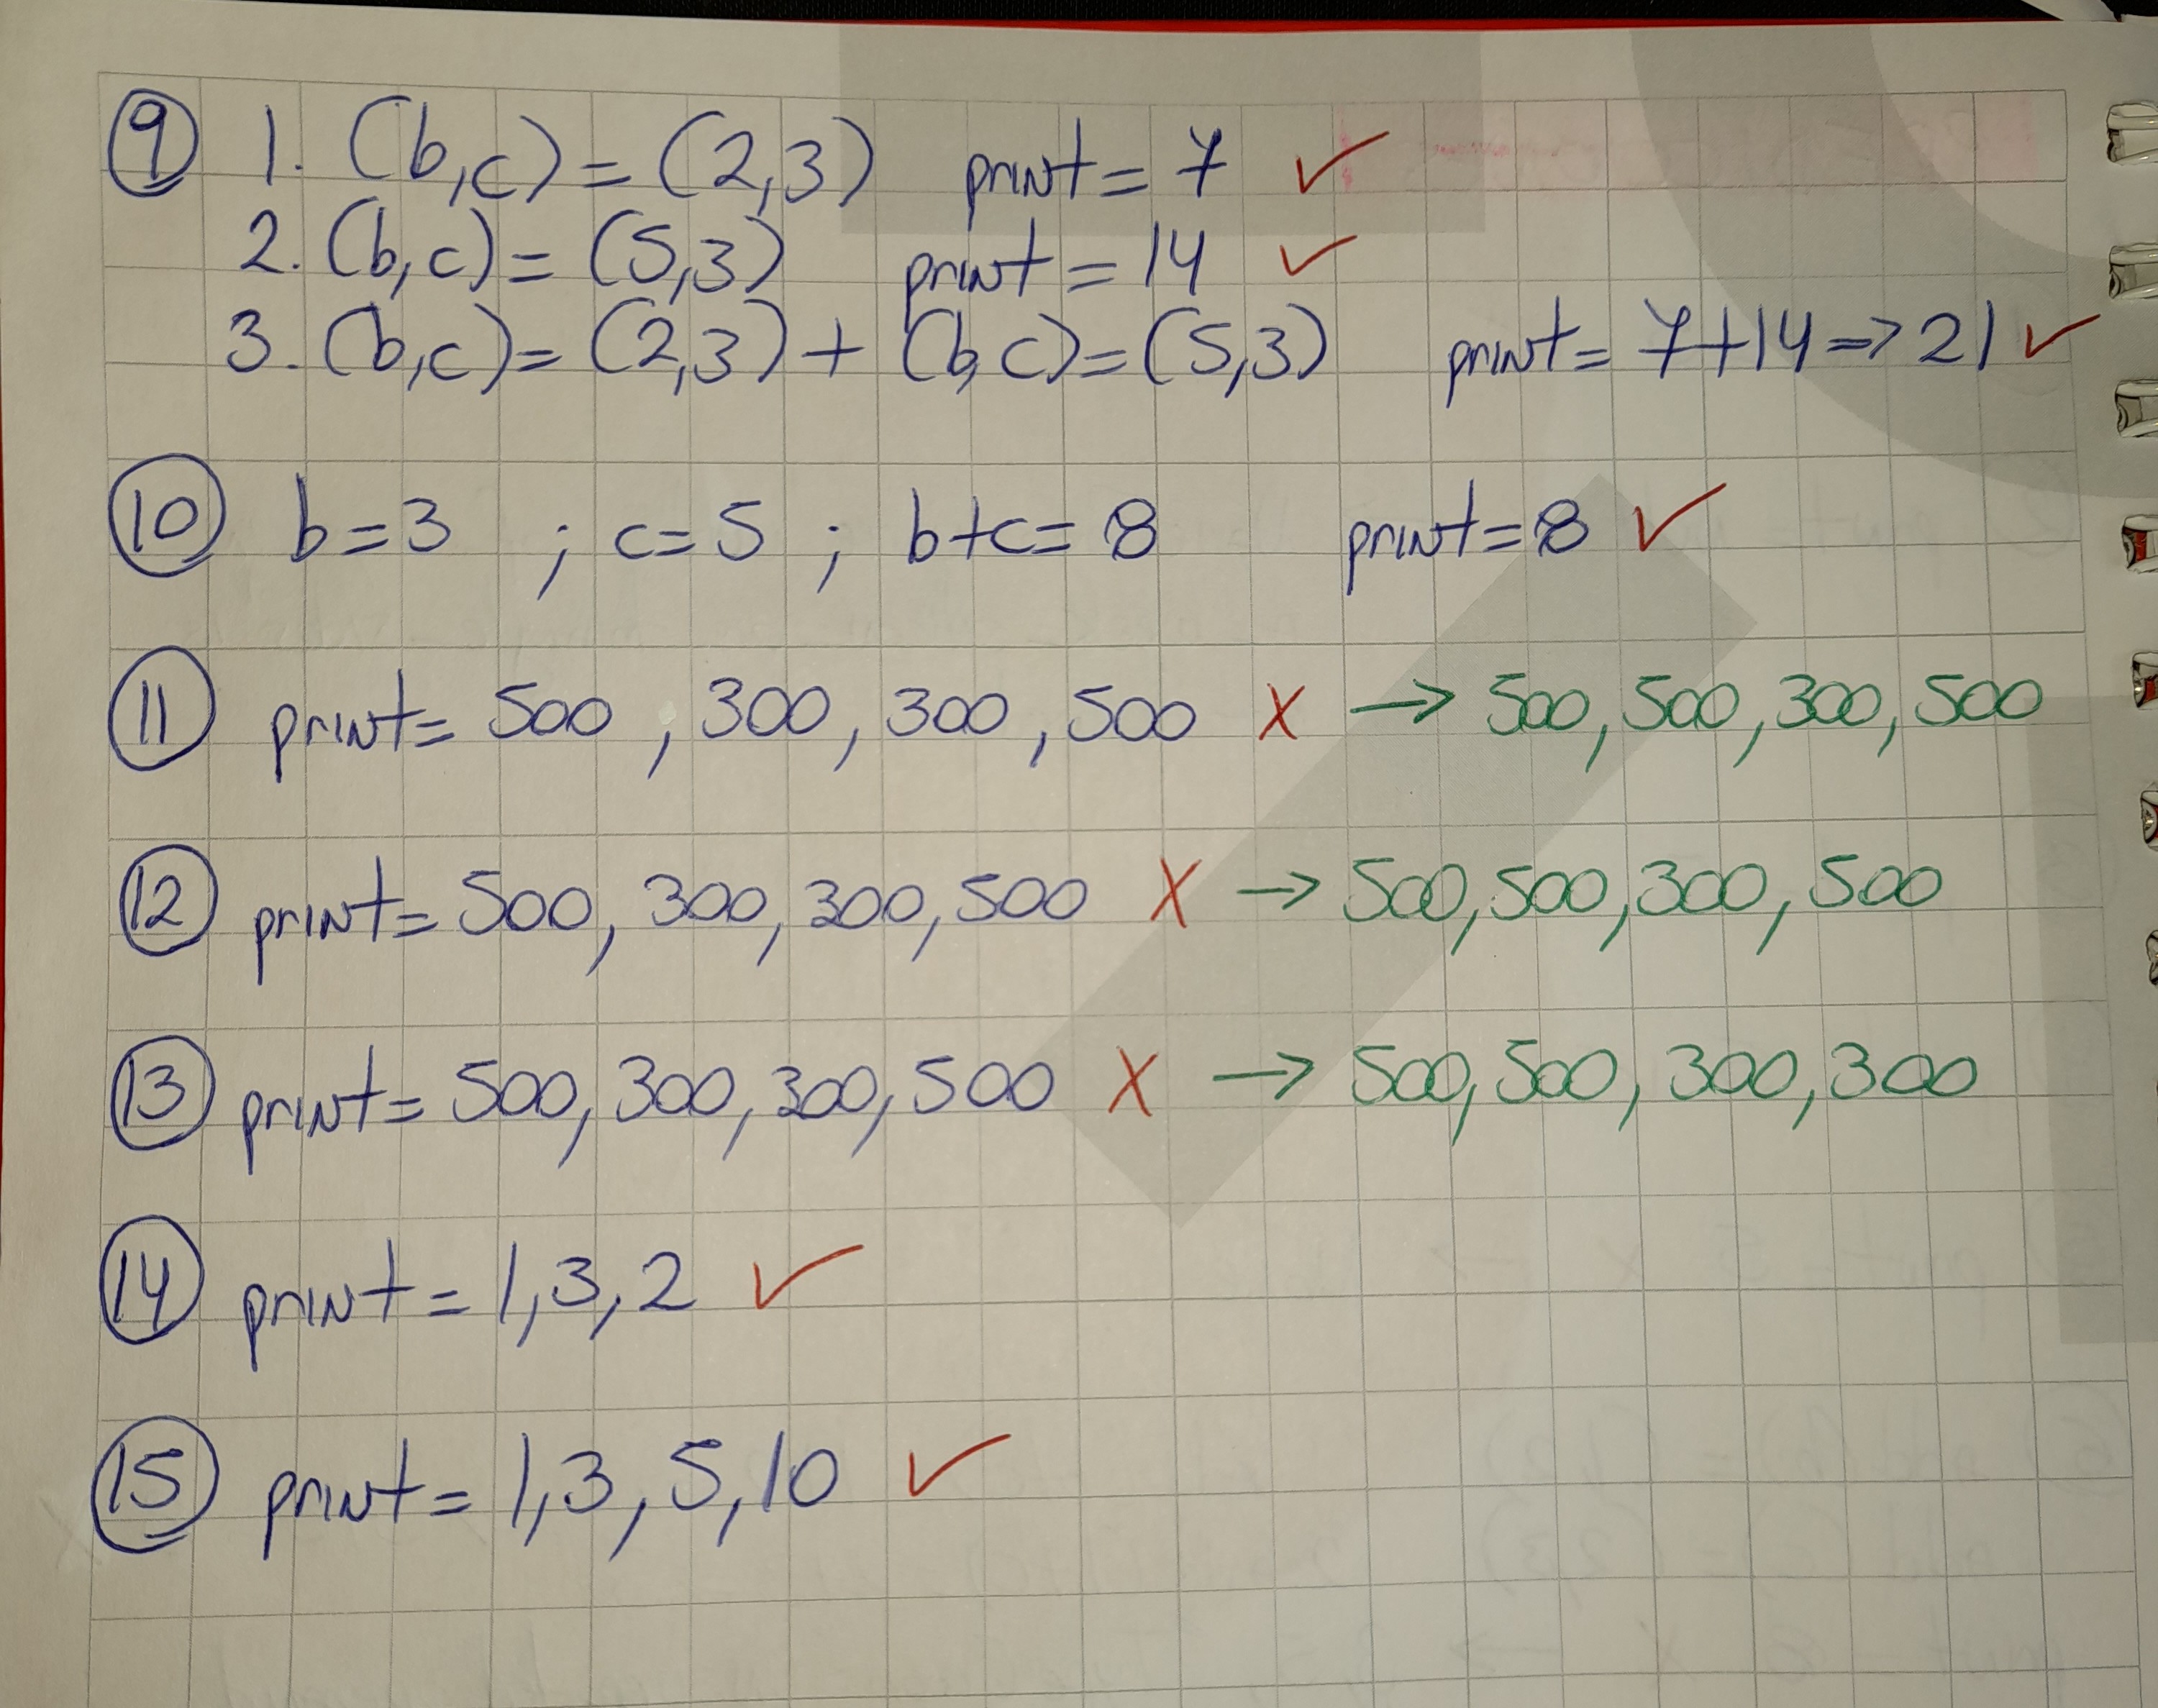 9 1. (b,c) = (2,3) print = 7 ✓
2. (b,c) = (5,3) print = 14 ✓
3. (b,c) = (2,3) + (b,c) = (5,3) print = 7+14 => 21 ✓
10 b=3 ; c=5 ; b+c= 8 print=8 ✓
11 print= 500, 300, 300, 500 X → 500, 500, 300, 500
12 print= 500, 300, 300, 500 X → 500, 500, 300, 500
13 print= 500, 300, 300, 500 X → 500, 500, 300, 300
14 print = 1,3,2 ✓
15 print = 1,3,5,10 ✓